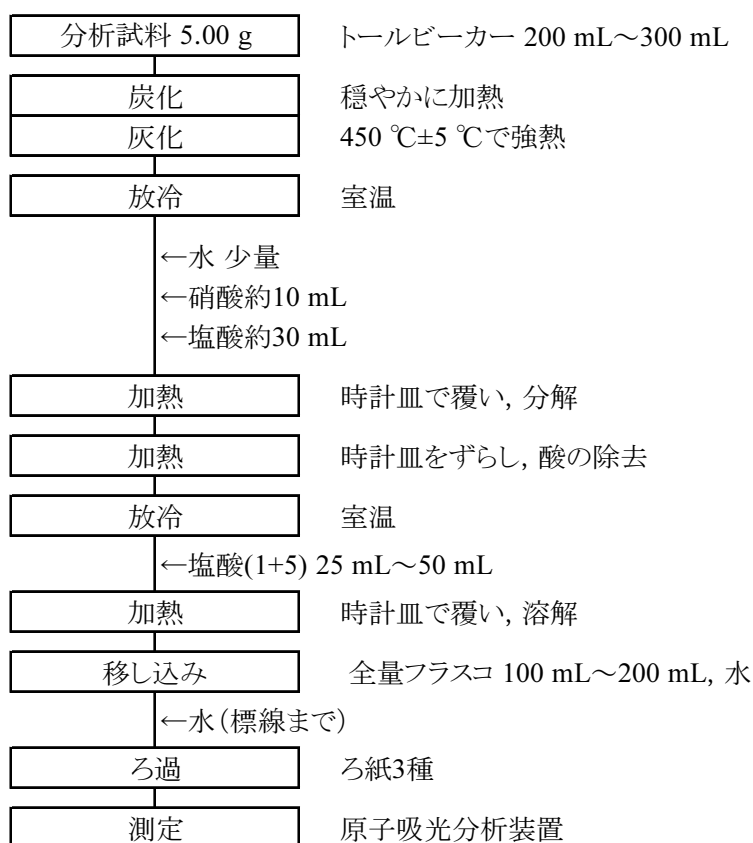 分析試料 5.00 g トールビーカー 200 mL～300 mL
炭化 穏やかに加熱
灰化 450 ℃±5 ℃で強熱
放冷 室温
←水 少量
←硝酸約10 mL
←塩酸約30 mL
加熱 時計皿で覆い, 分解
加熱 時計皿をずらし, 酸の除去
放冷 室温
←塩酸(1+5) 25 mL～50 mL
加熱 時計皿で覆い, 溶解
移し込み 全量フラスコ 100 mL～200 mL, 水
←水（標線まで）
ろ過 ろ紙3種
測定 原子吸光分析装置